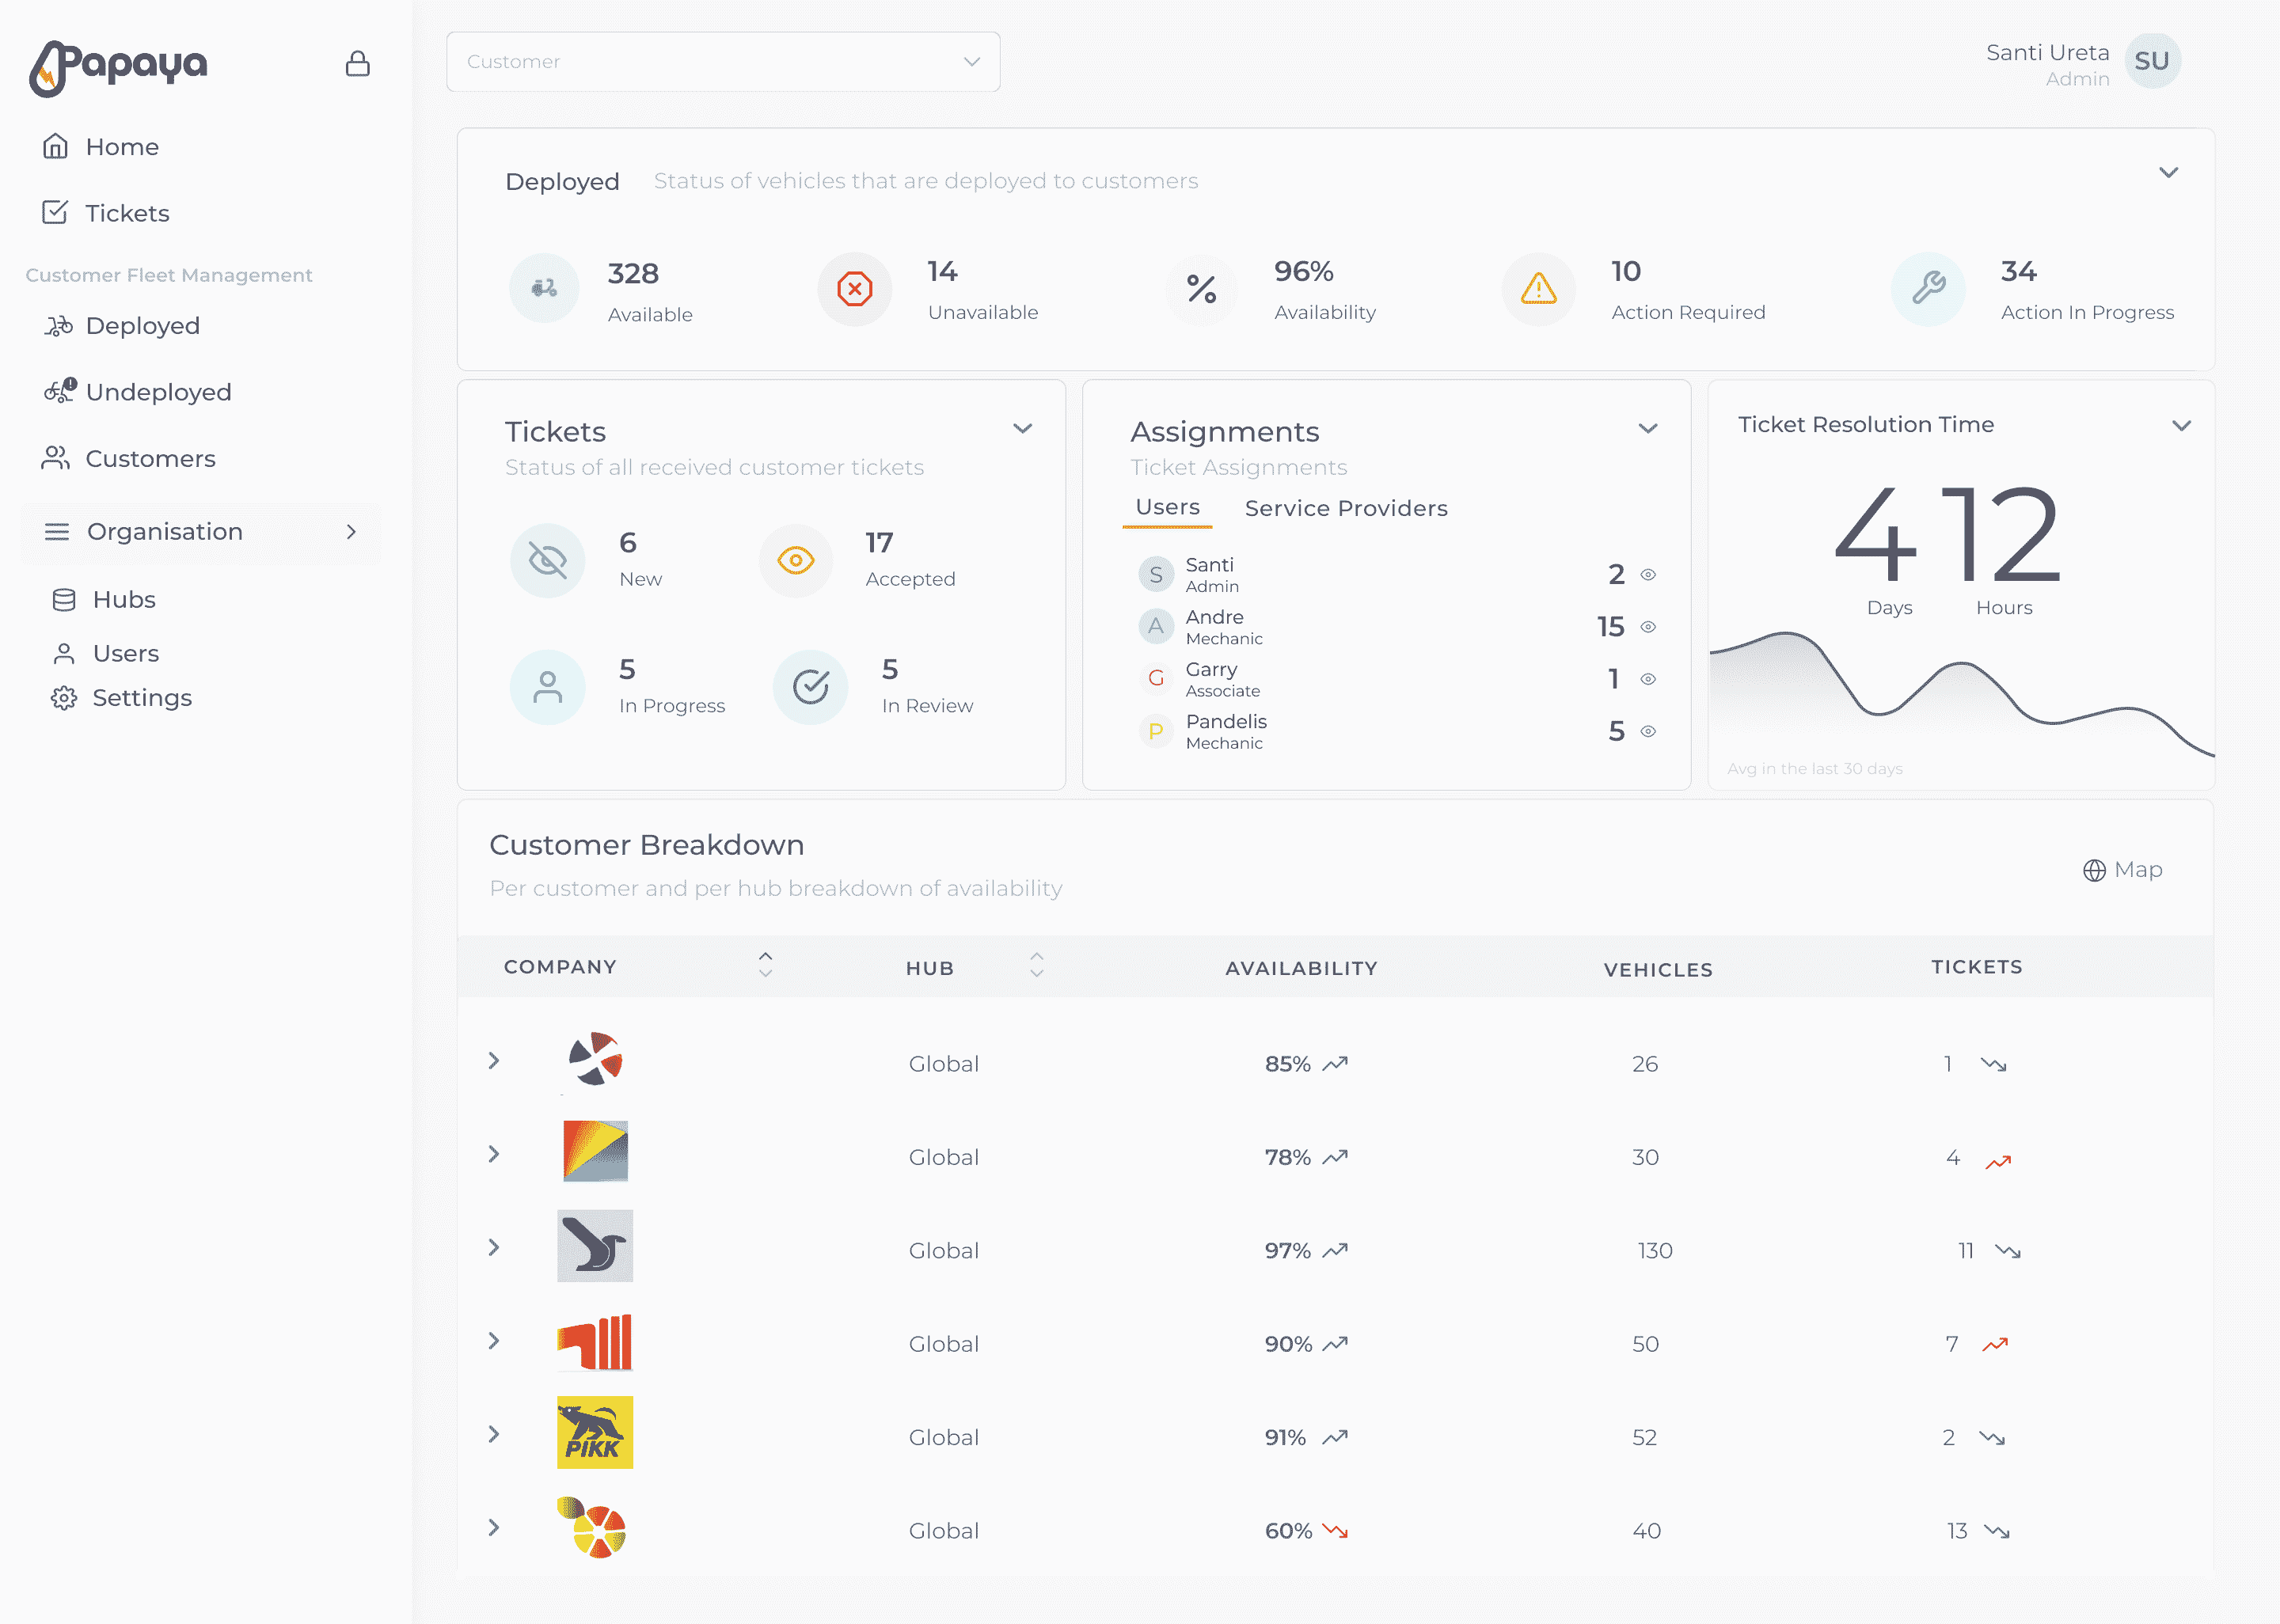 Papaya
Home
Tickets
Customer Fleet Management
Deployed
Undeployed
Customers
Organisation
Hubs
Users
Settings
Customer
Santi Ureta
Admin
SU
Deployed Status of vehicles that are deployed to customers
328
Available
14
Unavailable
96%
Availability
10
Action Required
34
Action In Progress
Tickets
Status of all received customer tickets
6
New
17
Accepted
5
In Progress
5
In Review
Assignments
Ticket Assignments
Users Service Providers
S Santi
Admin
2
A Andre
Mechanic
15
G Garry
Associate
1
P Pandelis
Mechanic
5
Ticket Resolution Time
4 12
Days Hours
Avg in the last 30 days
Customer Breakdown
Per customer and per hub breakdown of availability
Map
COMPANY HUB AVAILABILITY VEHICLES TICKETS
Global 85% 26 1
Global 78% 30 4
Global 97% 130 11
Global 90% 50 7
PIKK Global 91% 52 2
Global 60% 40 13